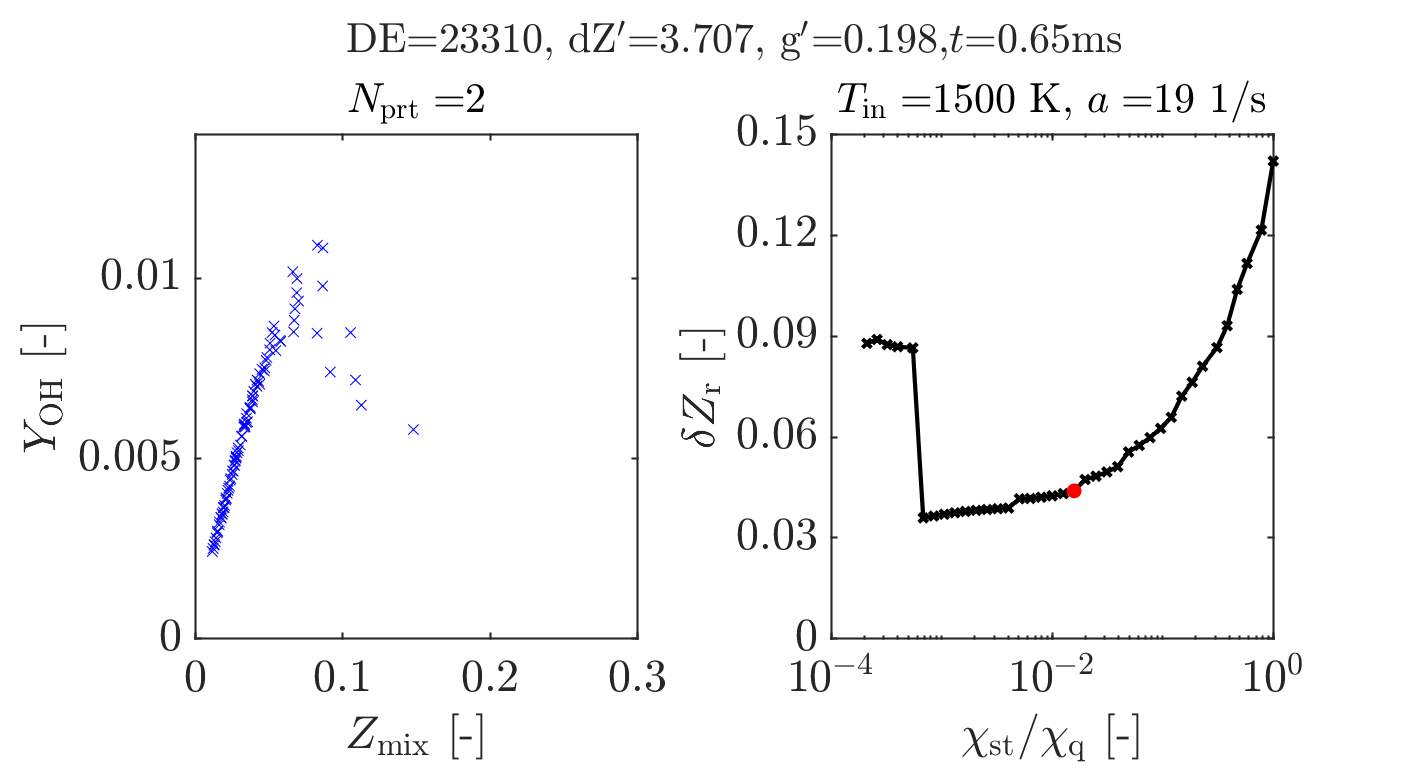 DE=23310, dZ′=3.707, g′=0.198,t=0.65ms
N_prt =2
T_in =1500 K, a =19 1/s
0.01
0.005
0
Y_OH [-]
0 0.1 0.2 0.3
Z_mix [-]
0.15
0.12
0.09
0.06
0.03
0
δZ_r [-]
10^−4 10^−2 10^0
χ_st/χ_q [-]